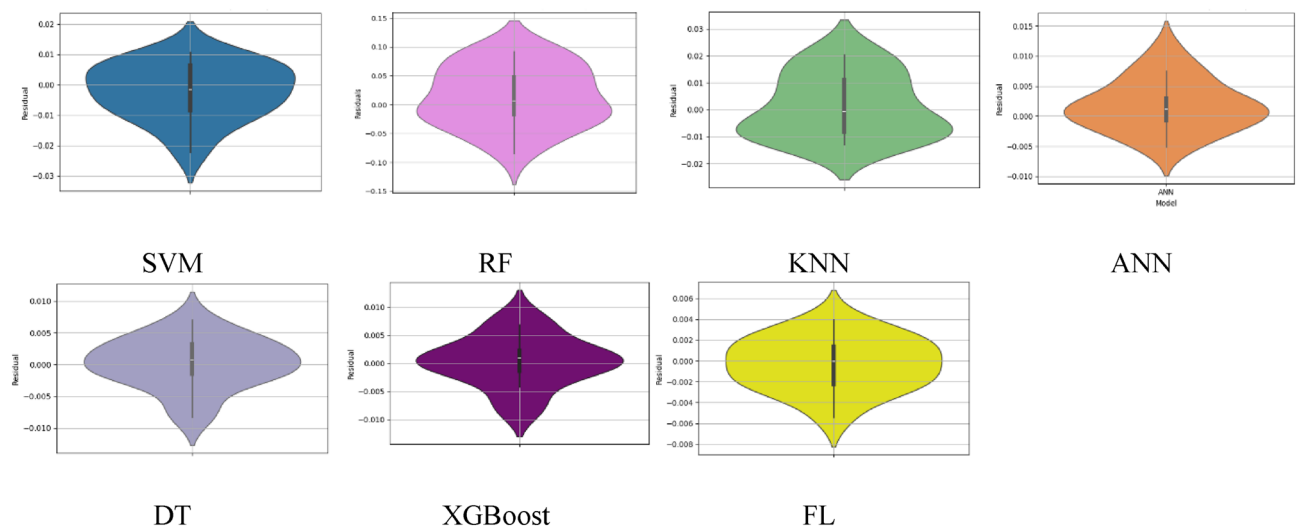 0.02
0.01
0.00
−0.01
−0.02
−0.03
Residual
0.15
0.10
0.05
0.00
−0.05
−0.10
−0.15
Residuals
0.03
0.02
0.01
0.00
−0.01
−0.02
Residual
0.015
0.010
0.005
0.000
−0.005
−0.010
Residual
ANN
Model
SVM
RF
KNN
ANN
0.010
0.005
0.000
−0.005
−0.010
Residual
0.010
0.005
0.000
−0.005
−0.010
Residual
0.006
0.004
0.002
0.000
−0.002
−0.004
−0.006
−0.008
Residual
DT
XGBoost
FL